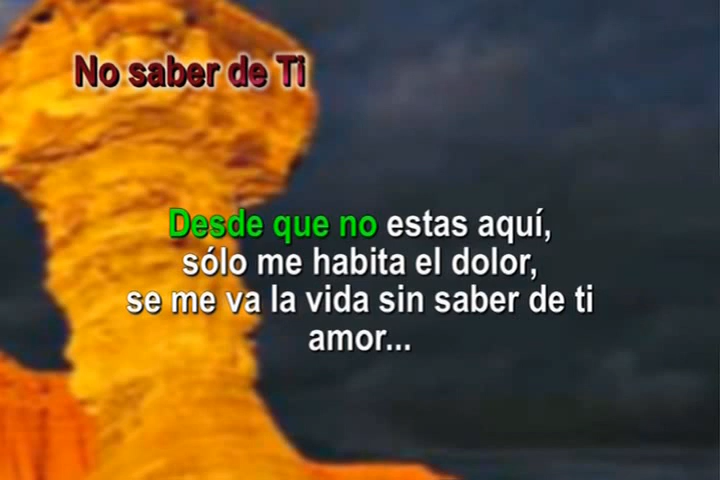 No saber de Ti
Desde que no estas aquí,
sólo me habita el dolor,
se me va la vida sin saber de ti
amor...